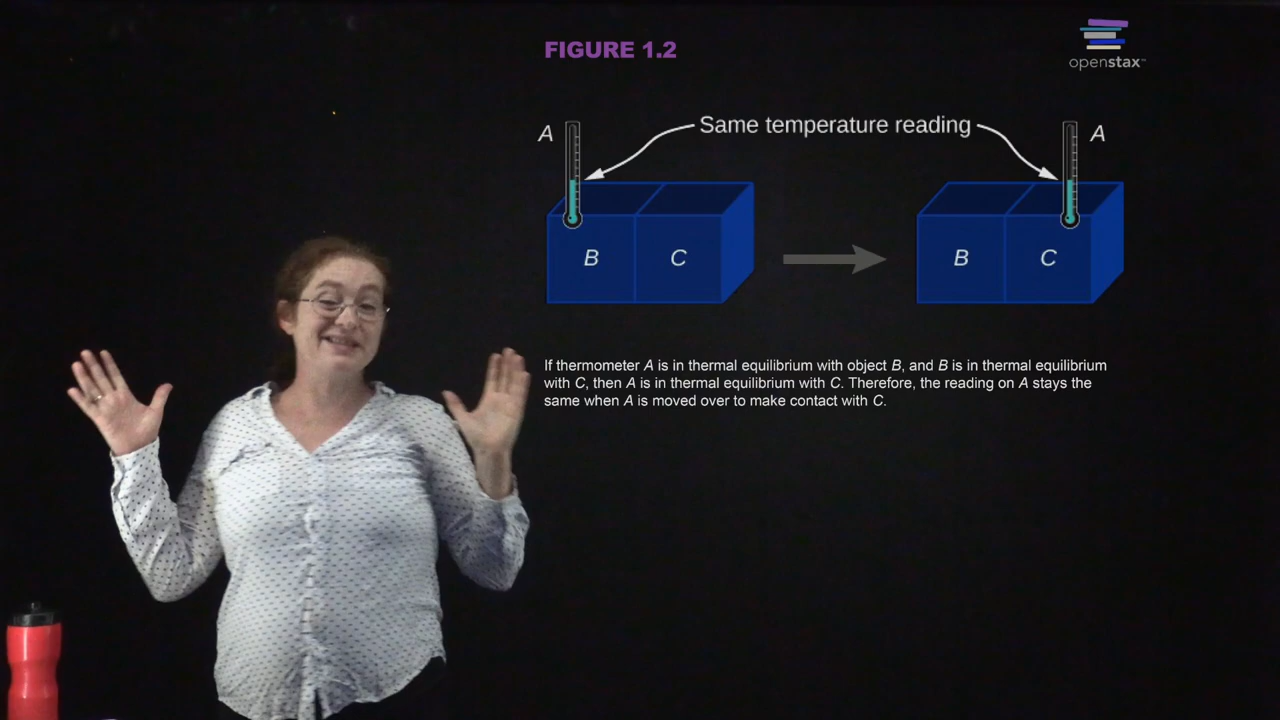 FIGURE 1.2
openstax™
A
Same temperature reading
A
B
C
B
C
If thermometer A is in thermal equilibrium with object B, and B is in thermal equilibrium
with C, then A is in thermal equilibrium with C. Therefore, the reading on A stays the
same when A is moved over to make contact with C.